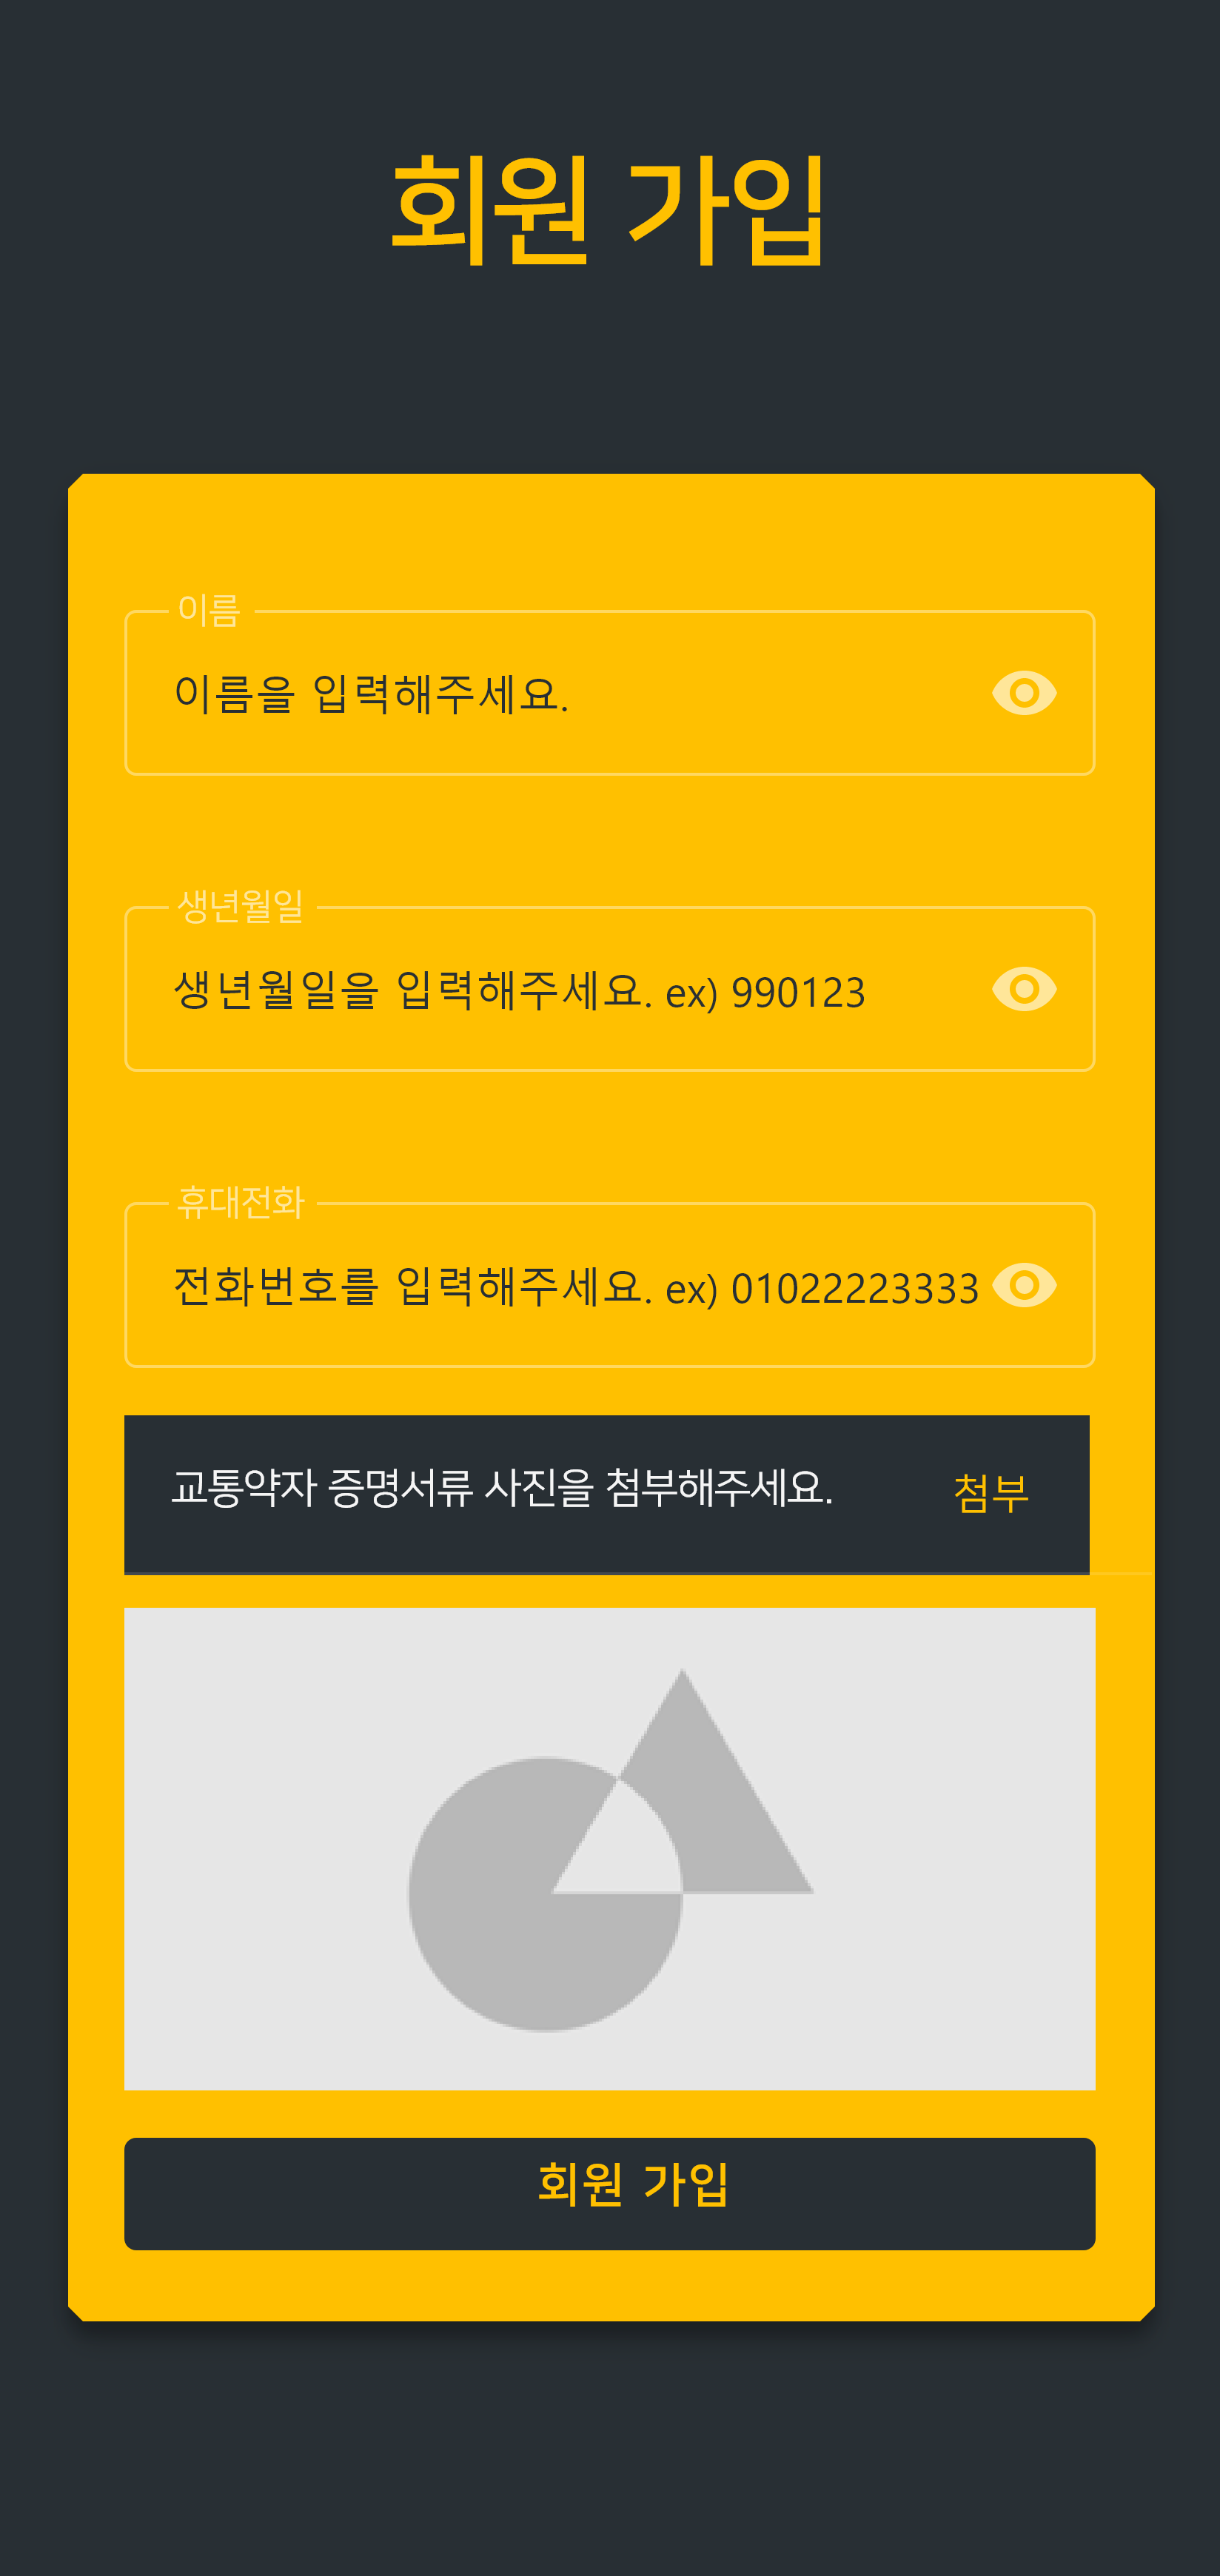 회원 가입
이름
이름을 입력해주세요.
생년월일
생년월일을 입력해주세요. ex) 990123
휴대전화
전화번호를 입력해주세요. ex) 01022223333
교통약자 증명서류 사진을 첨부해주세요. 첨부
회원 가입